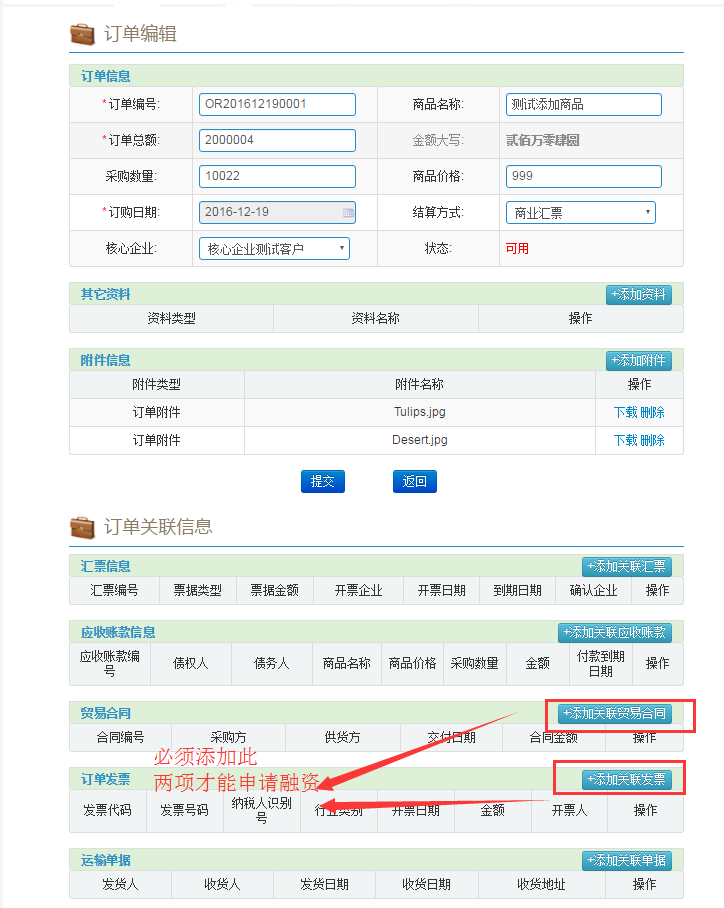 订单编辑
订单信息
*订单编号: OR201612190001 商品名称: 测试添加商品
*订单总额: 2000004 金额大写: 贰佰万零肆圆
采购数量: 10022 商品价格: 999
*订购日期: 2016-12-19 结算方式: 商业汇票
核心企业: 核心企业测试客户 状态: 可用
其它资料 +添加资料
资料类型 资料名称 操作
附件信息 +添加附件
附件类型 附件名称 操作
订单附件 Tulips.jpg 下载 删除
订单附件 Desert.jpg 下载 删除
提交 返回
订单关联信息
汇票信息 +添加关联汇票
汇票编号 票据类型 票据金额 开票企业 开票日期 到期日期 确认企业 操作
应收账款信息 +添加关联应收账款
应收账款编号 债权人 债务人 商品名称 商品价格 采购数量 金额 付款到期日期 操作
贸易合同 +添加关联贸易合同
合同编号 采购方 供货方 交付日期 合同金额 操作
必须添加此
两项才能申请融资
订单发票 +添加关联发票
发票代码 发票号码 纳税人识别号 行业类别 开票日期 金额 开票人 操作
运输单据 +添加关联单据
发货人 收货人 发货日期 收货日期 收货地址 操作